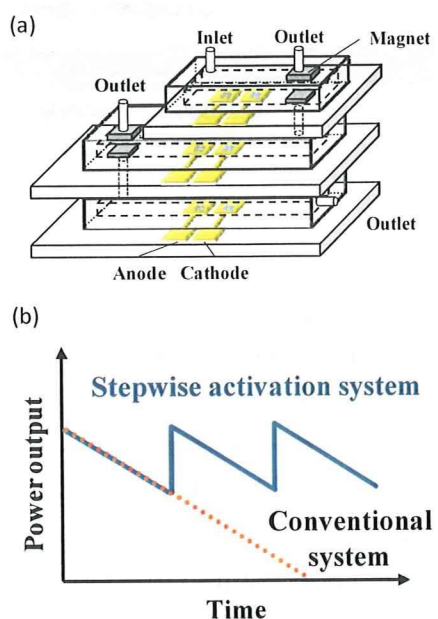 (a)
Inlet
Outlet
Magnet
Outlet
Outlet
Anode Cathode
(b)
Stepwise activation system
Power output
Conventional
system
Time